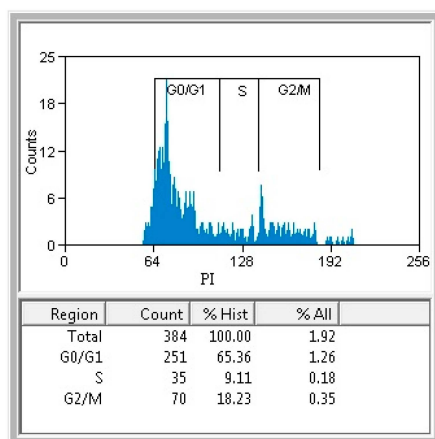 25
18
12
6
0
Counts
G0/G1 S G2/M
0 64 128 192 256
PI
Region Count % Hist % All
Total 384 100.00 1.92
G0/G1 251 65.36 1.26
S 35 9.11 0.18
G2/M 70 18.23 0.35